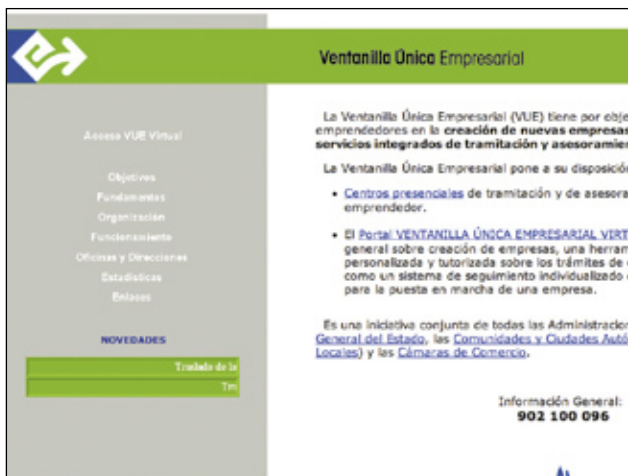 Ventanilla Única Empresarial
Acceso VUE Virtual
Objetivos
Fundamentos
Organización
Funcionamiento
Oficinas y Direcciones
Estadísticas
Enlaces
NOVEDADES
Traslado de la
La Ventanilla Única Empresarial (VUE) tiene por obje
emprendedores en la creación de nuevas empresas
servicios integrados de tramitación y asesoramien
La Ventanilla Única Empresarial pone a su disposición
• Centros presenciales de tramitación y de asesora
emprendedor.
• El Portal VENTANILLA ÚNICA EMPRESARIAL VIRT
general sobre creación de empresas, una herram
personalizada y tutorizada sobre los trámites de
como un sistema de seguimiento individualizado
para la puesta en marcha de una empresa.
Es una iniciativa conjunta de todas las Administracion
General del Estado, las Comunidades y Ciudades Autó
Locales) y las Cámaras de Comercio.
Información General:
902 100 096